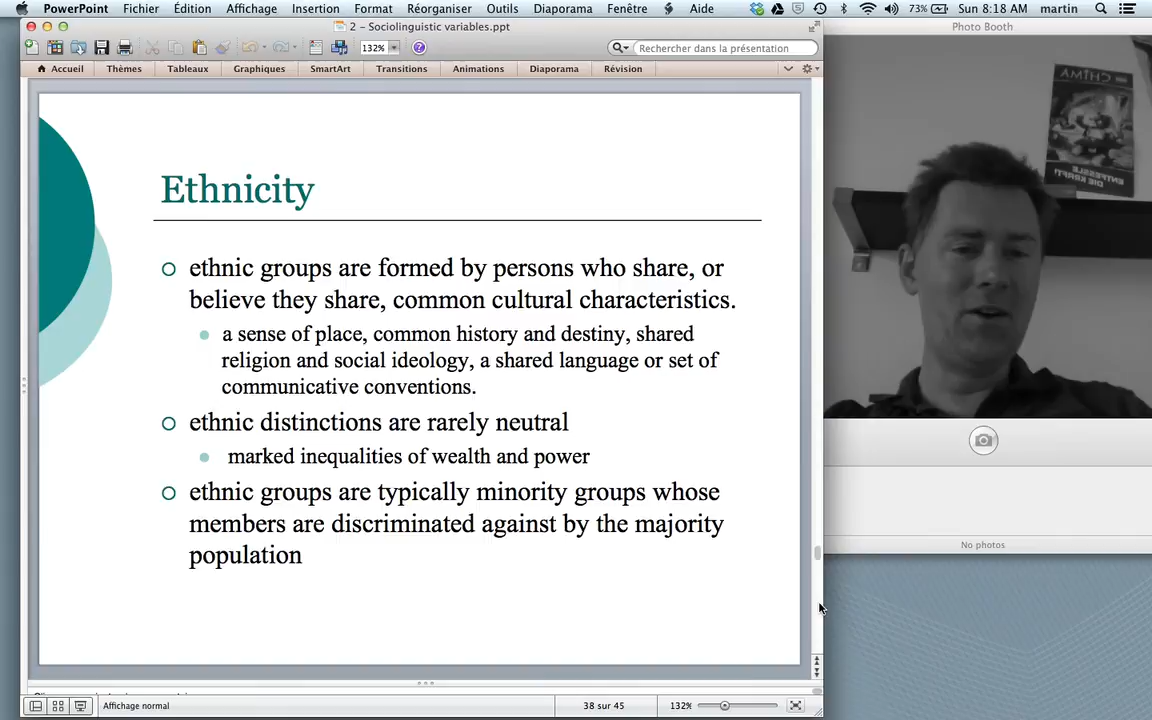 PowerPoint Fichier Édition Affichage Insertion Format Réorganiser Outils Diaporama Fenêtre Aide 73% Sun 8:18 AM martin
2 – Sociolinguistic variables.ppt
Photo Booth
132% Rechercher dans la présentation
Accueil Thèmes Tableaux Graphiques SmartArt Transitions Animations Diaporama Révision
Ethnicity
ethnic groups are formed by persons who share, or
believe they share, common cultural characteristics.
a sense of place, common history and destiny, shared
religion and social ideology, a shared language or set of
communicative conventions.
ethnic distinctions are rarely neutral
marked inequalities of wealth and power
ethnic groups are typically minority groups whose
members are discriminated against by the majority
population
CHIMA
ENTFESSLE
DIE KRAFT!
No photos
Affichage normal 38 sur 45 132%